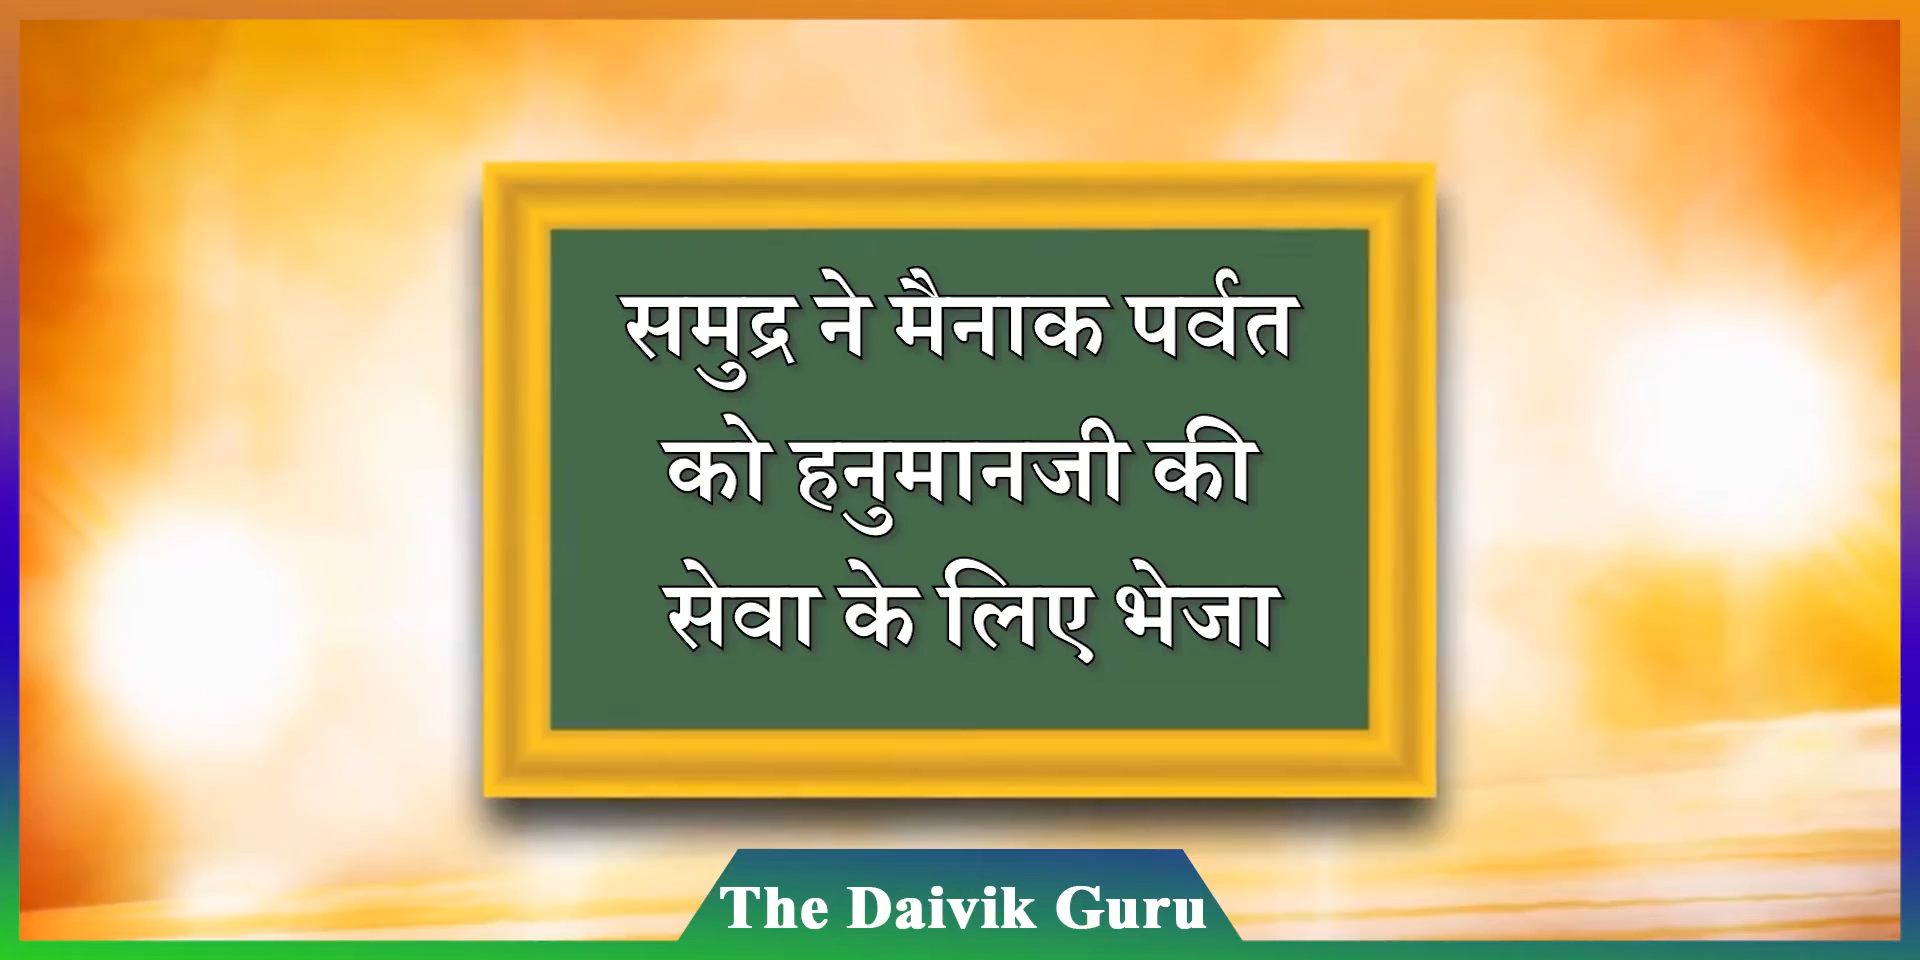 समुद्र ने मैनाक पर्वत
को हनुमानजी की
सेवा के लिए भेजा
The Daivik Guru